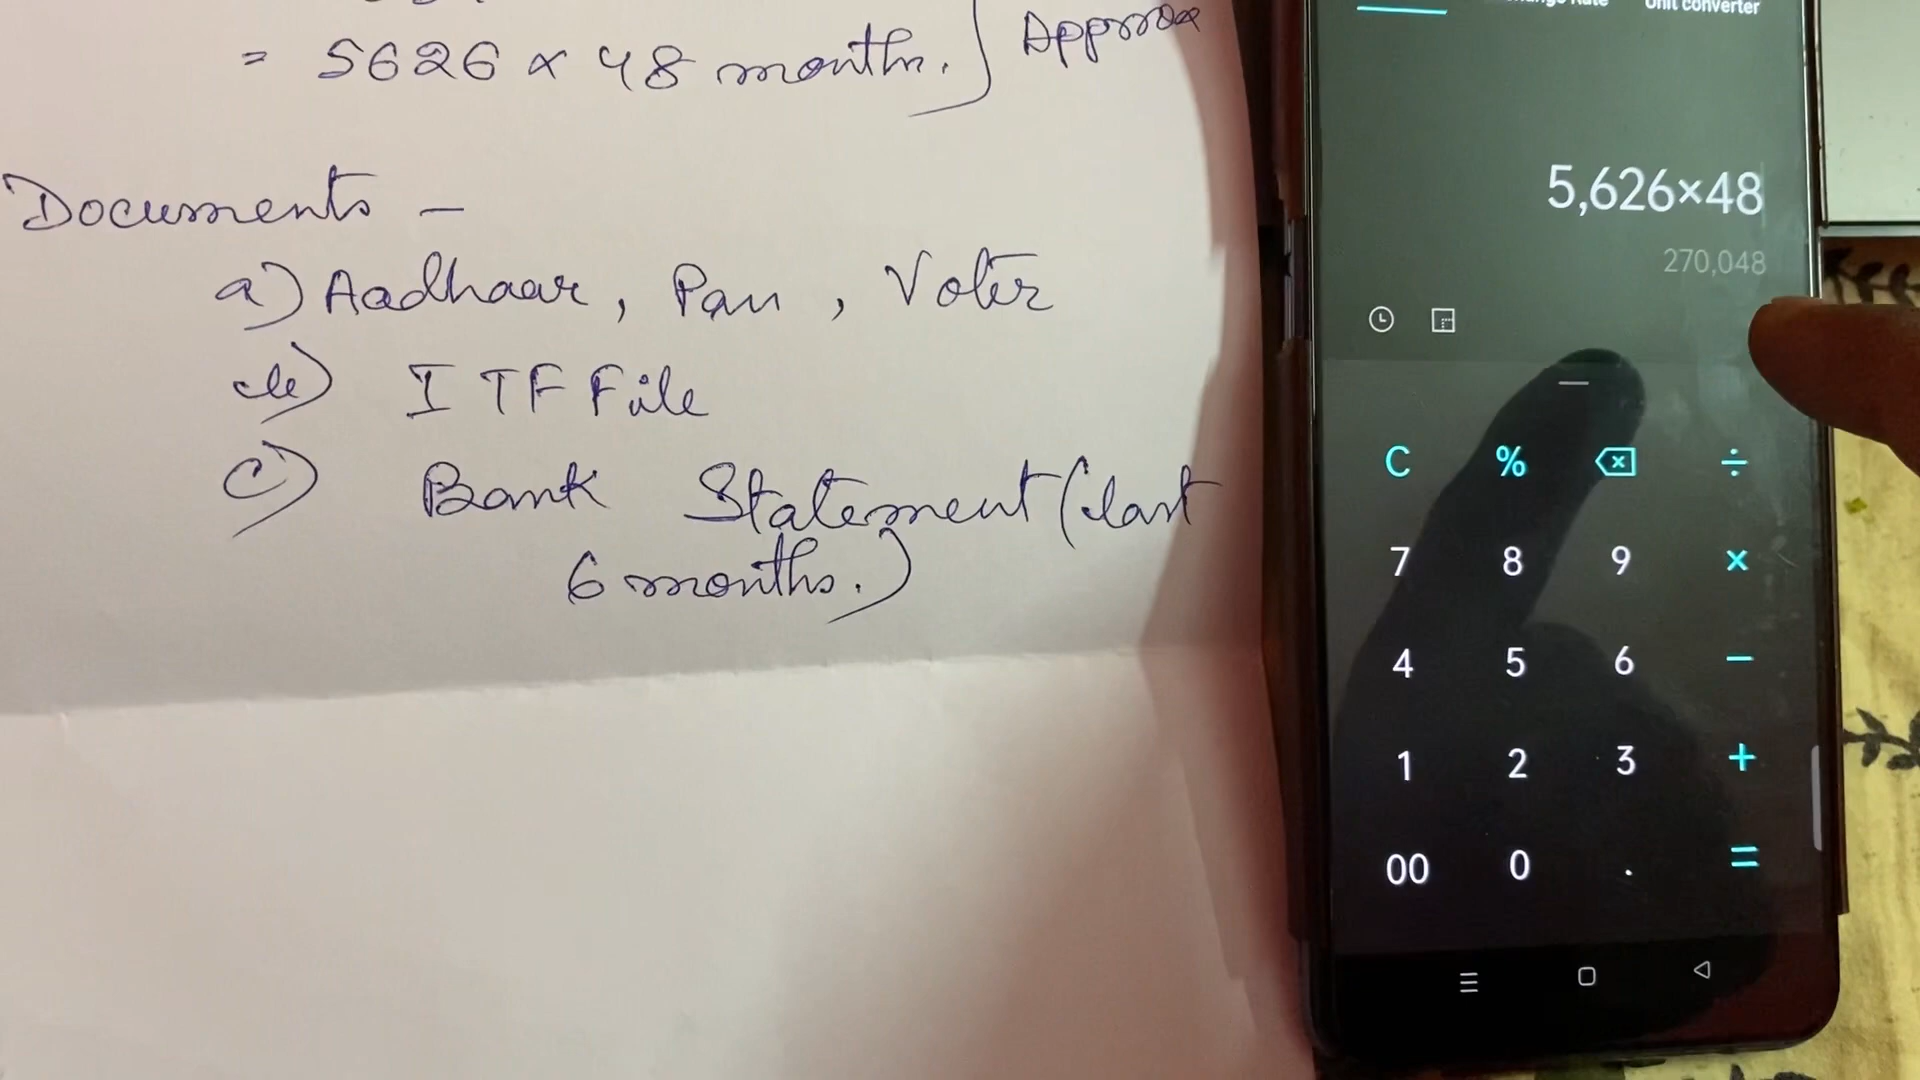 = 5626 × 48 months. } Approx
Documents -
a) Aadhaar, Pan, Voter
b) ITF File
c) Bank Statement (last
6 months.)
Unit converter
5,626×48
270,048
C % ÷
7 8 9 ×
4 5 6 −
1 2 3 +
00 0 . =